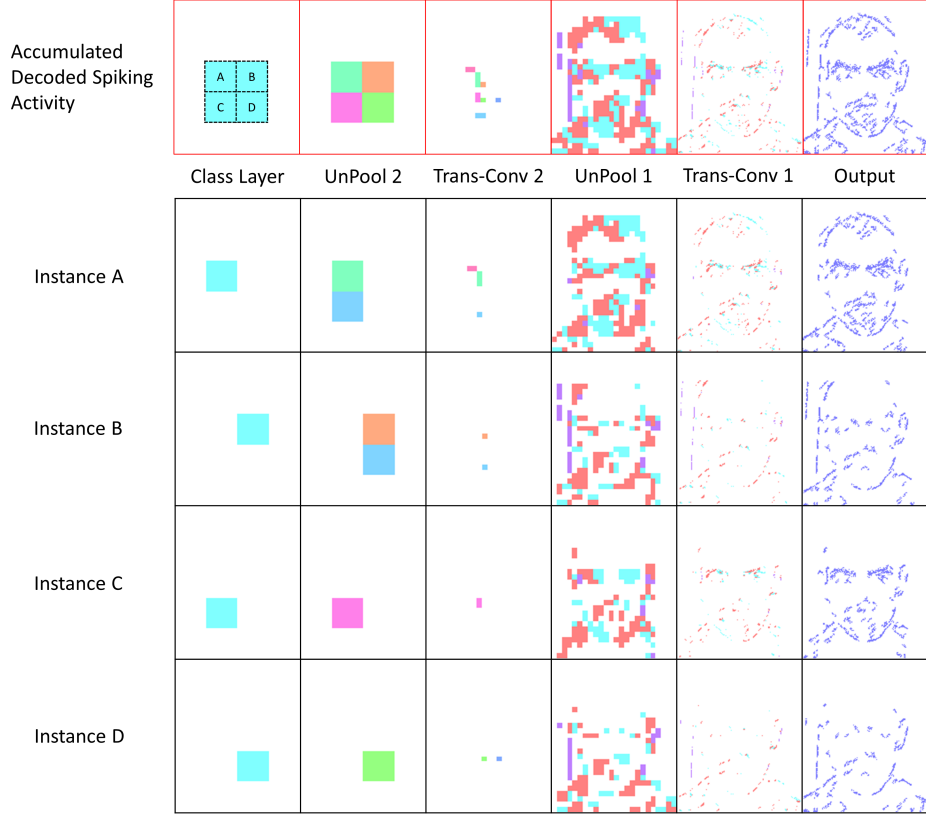 Accumulated
Decoded Spiking
Activity
A B
C D
Class Layer UnPool 2 Trans-Conv 2 UnPool 1 Trans-Conv 1 Output
Instance A
Instance B
Instance C
Instance D